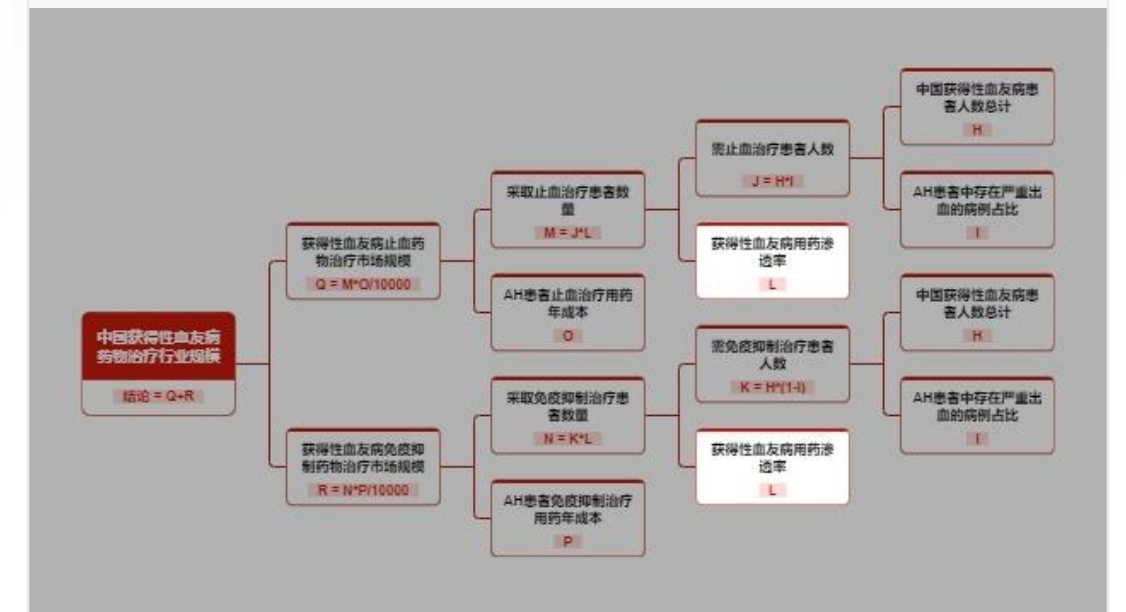 中国获得性血友病
药物治疗行业规模
结论 = Q+R
获得性血友病止血药
物治疗市场规模
Q = M*O/10000
获得性血友病免疫抑
制药物治疗市场规模
R = N*P/10000
采取止血治疗患者数
量
M = J*L
AH患者止血治疗用药
年成本
O
采取免疫抑制治疗患
者数量
N = K*L
AH患者免疫抑制治疗
用药年成本
P
需止血治疗患者人数
J = H*I
获得性血友病用药渗
透率
L
需免疫抑制治疗患者
人数
K = H*(1-I)
获得性血友病用药渗
透率
L
中国获得性血友病患
者人数总计
H
AH患者中存在严重出
血的病例占比
I
中国获得性血友病患
者人数总计
H
AH患者中存在严重出
血的病例占比
I